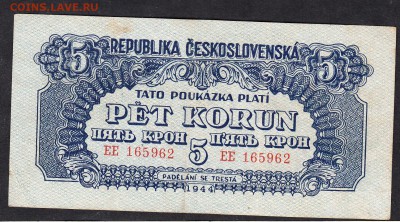 COINS.LAVE.RU
REPUBLIKA ČESKOSLOVENSKÁ
5 5
TATO POUKÁZKA PLATÍ
PĚT KORUN
ПЯТЬ КРОН П'ЯТЬ КРОН
EE 165962 5 EE 165962
PADĚLÁNÍ SE TRESTÁ
1944